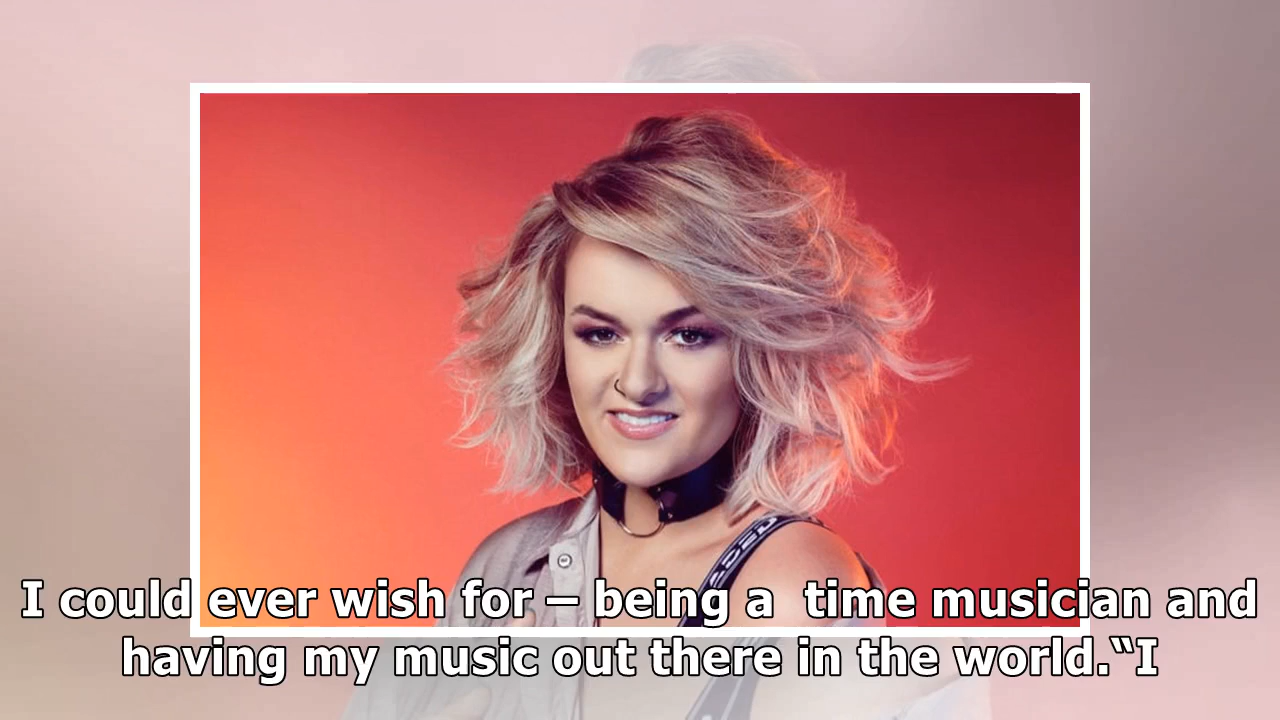 I could ever wish for – being a  time musician and
having my music out there in the world.“I